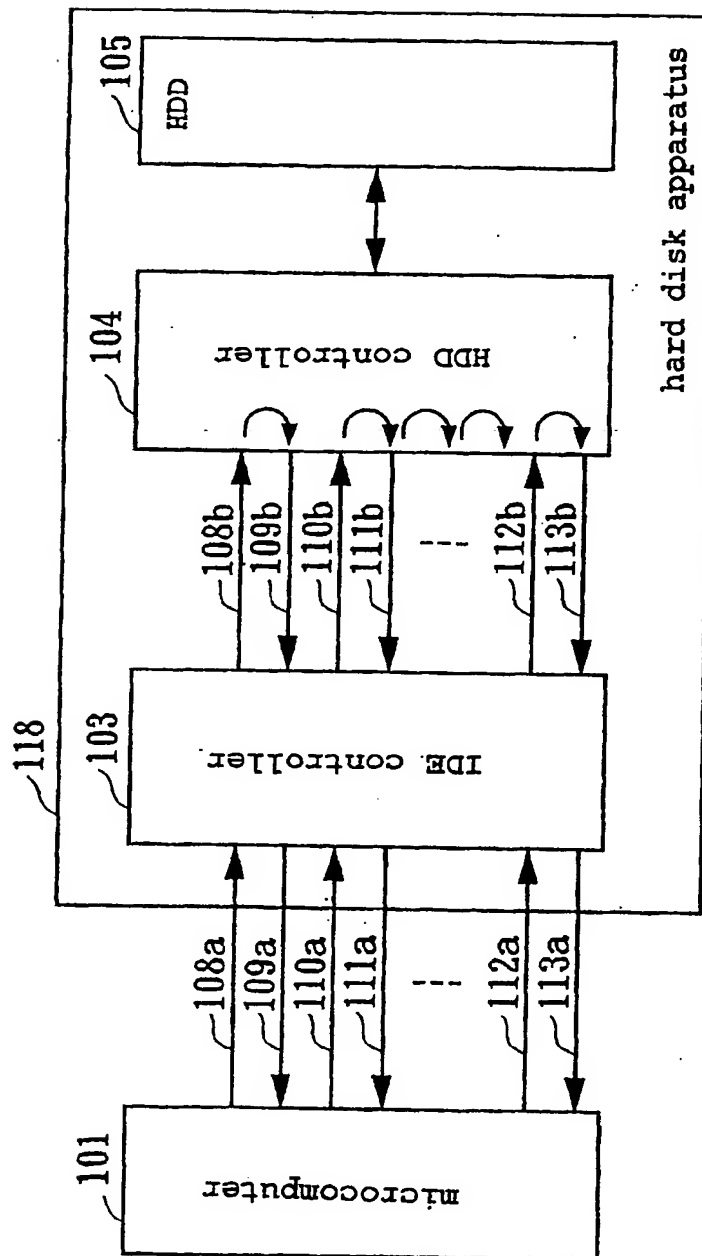 118
101
microcomputer
108a
109a
110a
111a
112a
113a
103
IDE controller
108b
109b
110b
111b
112b
113b
104
HDD controller
105
HDD
hard disk apparatus